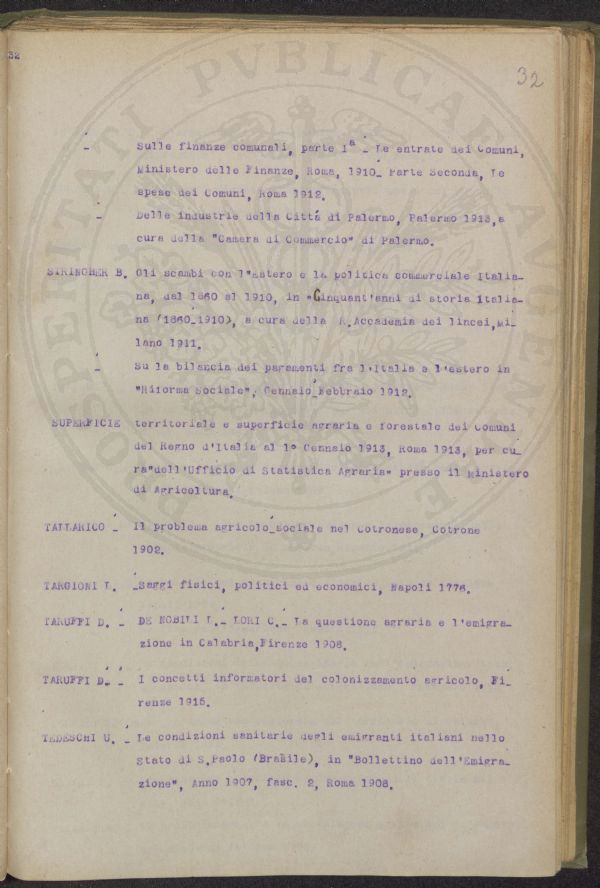 32
32
- Sulle finanze comunali, parte 1ª - Le entrate dei Comuni,
Ministero delle Finanze, Roma, 1910- Parte Seconda, Le
spese dei Comuni, Roma 1912.
- Delle industrie della Cittá di Palermo, Palermo 1913,a
cura della "Camera di Commercio" di Palermo.
STRINGHER B. Gli scambi con l"estero e la politica commerciale Italia-
na, dal 1860 al 1910, in "Cinquant'anni di storia Italia-
na (1860-1910), a cura della R.Accademia dei lincei,Mi-
lano 1911.
- Su la bilancia dei pagamenti fra l'Italia e l'estero in
"Riforma Sociale", Gennaio-Febbraio 1912.
SUPERFICIE territoriale e superficie agraria e forestale dei Comuni
del Regno d'Italia al 1° Gennaio 1913, Roma 1913, per cu-
ra"dell'Ufficio di Statistica Agraria" presso il Ministero
di Agricoltura.
TALLARICO - Il problema agricolo-sociale nel Cotronese, Cotrone
1902.
TARGIONI L. -Saggi fisici, politici ed economici, Napoli 1776.
TARUFFI D. - DE NOBILI L.- LORI C.- La questione agraria e l'emigra-
zione in Calabria,Firenze 1908.
TARUFFI D. - I concetti informatori del colonizzamento agricolo, Fi-
renze 1915.
TEDESCHI U. - Le condizioni sanitarie degli emigranti italiani nello
Stato di S.Paolo (Brasile), in "Bollettino dell'Emigra-
zione", Anno 1907, fasc. 2, Roma 1908.
PROSPERITATI PVBLICAE AVGENDAE